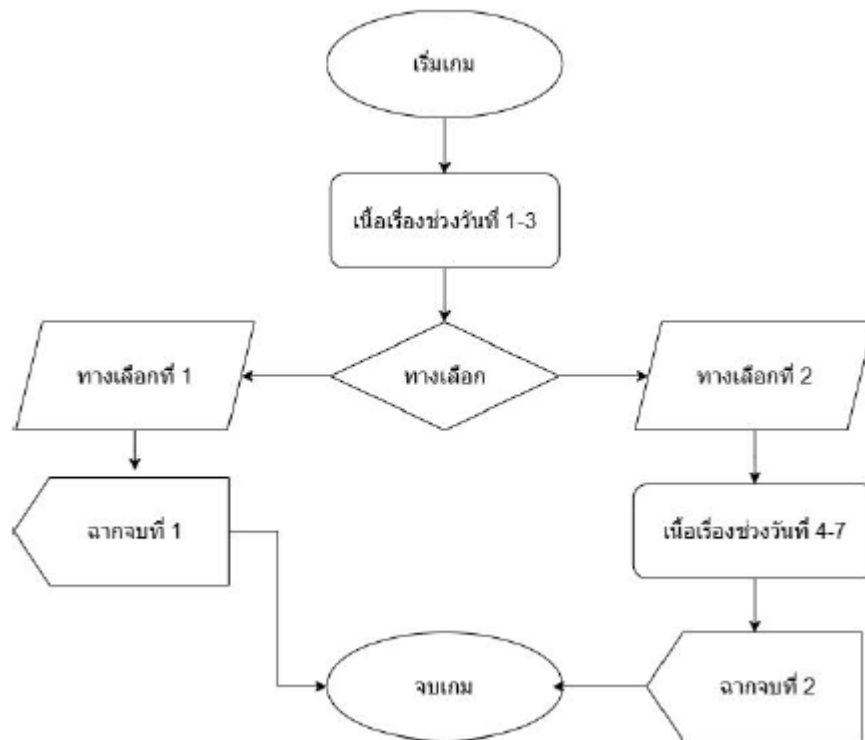 เริ่มเกม
เนื้อเรื่องช่วงวันที่ 1-3
ทางเลือกที่ 1
ทางเลือก
ทางเลือกที่ 2
ฉากจบที่ 1
เนื้อเรื่องช่วงวันที่ 4-7
จบเกม
ฉากจบที่ 2